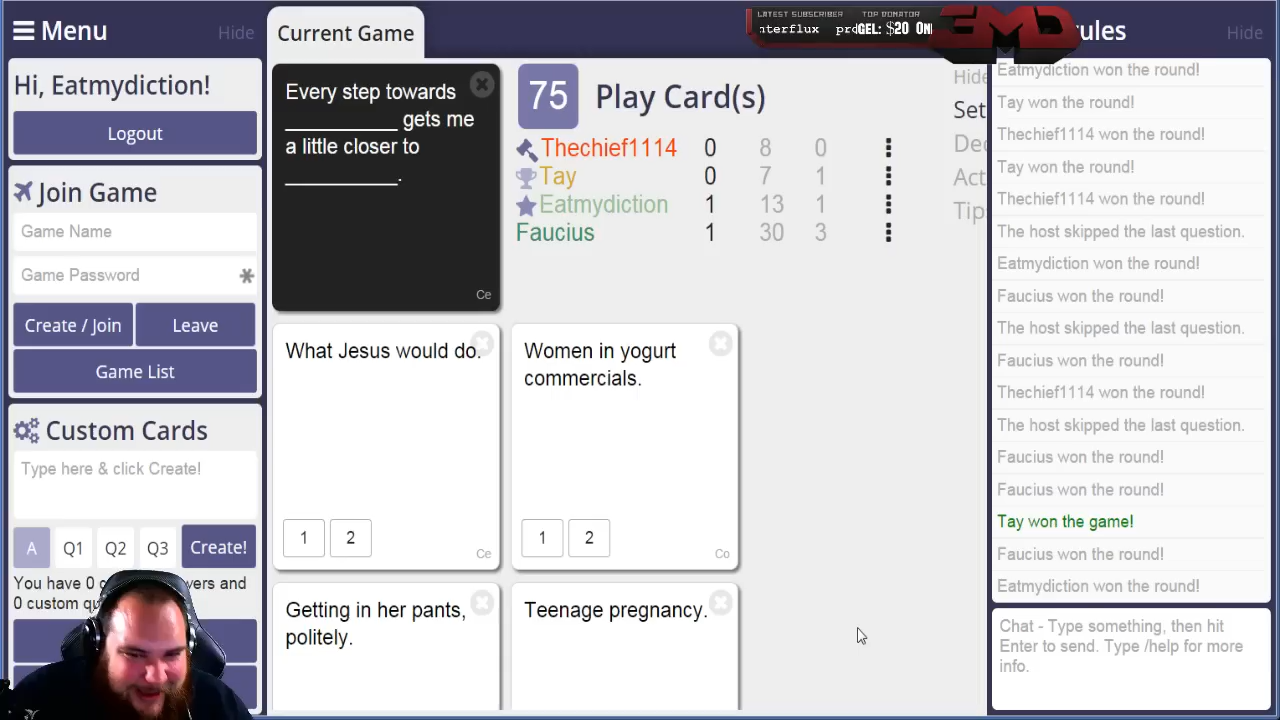 Menu
Hide
Hi, Eatmydiction!
Logout
Join Game
Game Name
Game Password
Create / Join
Leave
Game List
Custom Cards
Type here & click Create!
A
Q1
Q2
Q3
Create!
You have 0
0 custom
Current Game
Every step towards
____________ gets me
a little closer to
____________.
Ce
75
Play Card(s)
Thechief1114 0 8 0
Tay 0 7 1
Eatmydiction 1 13 1
Faucius 1 30 3
Hide
What Jesus would do.
1
2
Ce
Women in yogurt
commercials.
1
2
Co
Getting in her pants,
politely.
Teenage pregnancy.
LATEST SUBSCRIBER
TOP DONATOR
nterflux
GEL: $20
EMD
Hide
Eatmydiction won the round!
Tay won the round!
Thechief1114 won the round!
Tay won the round!
Thechief1114 won the round!
The host skipped the last question.
Eatmydiction won the round!
Faucius won the round!
The host skipped the last question.
Faucius won the round!
Thechief1114 won the round!
The host skipped the last question.
Faucius won the round!
Faucius won the round!
Tay won the game!
Faucius won the round!
Eatmydiction won the round!
Chat - Type something, then hit
Enter to send. Type /help for more
info.